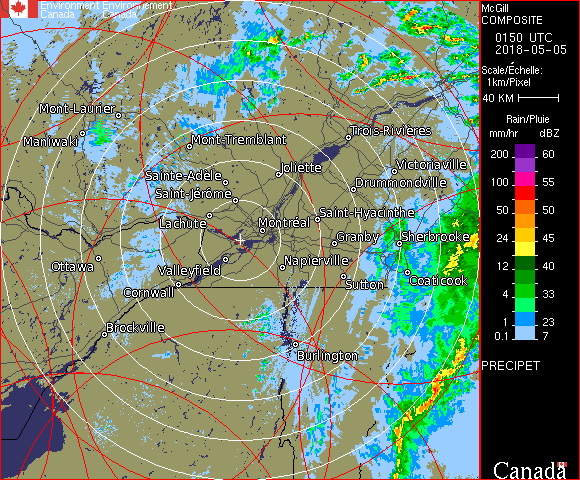 Environment Environnement
Canada Canada
Mont-Laurier
Maniwaki
Mont-Tremblant
Trois-Rivières
Sainte-Adèle
Joliette
Victoriaville
Saint-Jérôme
Drummondville
Lachute
Montréal
Saint-Hyacinthe
Granby
Sherbrooke
Ottawa
Valleyfield
Napierville
Cornwall
Sutton
Coaticook
Brockville
Burlington
McGill
COMPOSITE
0150 UTC
2018-05-05
Scale/Échelle:
1km/Pixel
40 KM
Rain/Pluie
mm/hr dBZ
200 60
100 55
50 50
24 45
12 40
4 33
1 23
0.1 7
PRECIPET
Canada